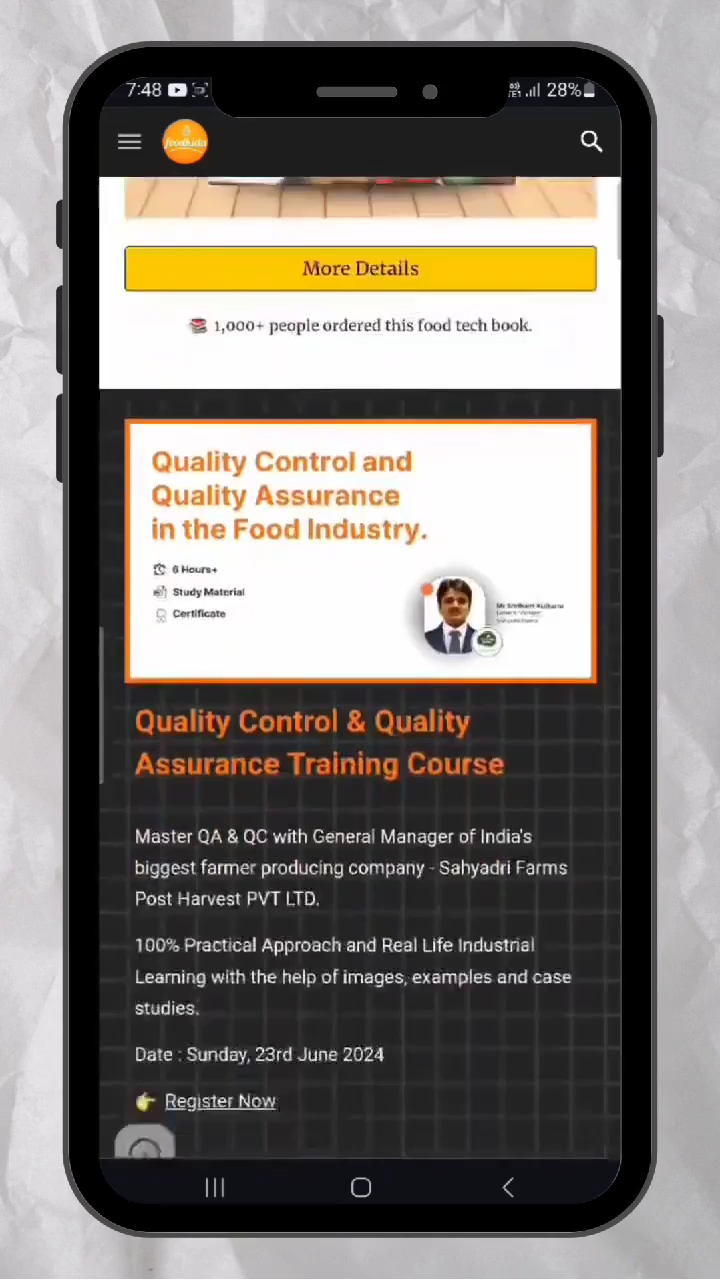 7:48
28%
foodkida
More Details
📚 1,000+ people ordered this food tech book.
Quality Control and
Quality Assurance
in the Food Industry.
6 Hours+
Study Material
Certificate
Quality Control & Quality
Assurance Training Course
Master QA & QC with General Manager of India's
biggest farmer producing company - Sahyadri Farms
Post Harvest PVT LTD.
100% Practical Approach and Real Life Industrial
Learning with the help of images, examples and case
studies.
Date : Sunday, 23rd June 2024
👉 Register Now